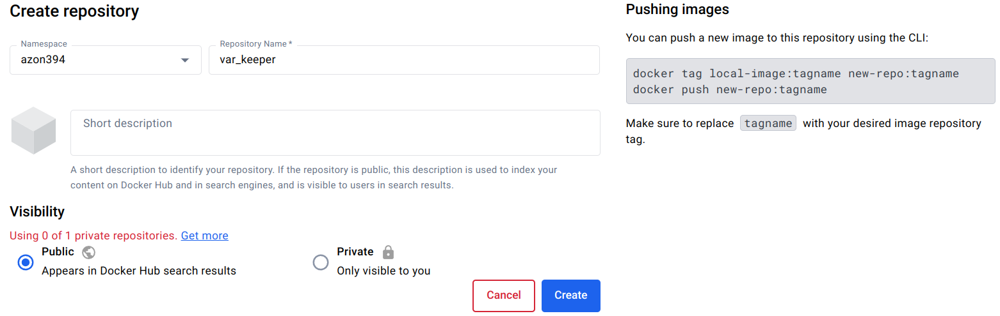 Create repository
Namespace
azon394
Repository Name *
var_keeper
Short description
A short description to identify your repository. If the repository is public, this description is used to index your
content on Docker Hub and in search engines, and is visible to users in search results.
Visibility
Using 0 of 1 private repositories. Get more
Public
Appears in Docker Hub search results
Private
Only visible to you
Cancel
Create
Pushing images
You can push a new image to this repository using the CLI:
docker tag local-image:tagname new-repo:tagname
docker push new-repo:tagname
Make sure to replace tagname with your desired image repository
tag.